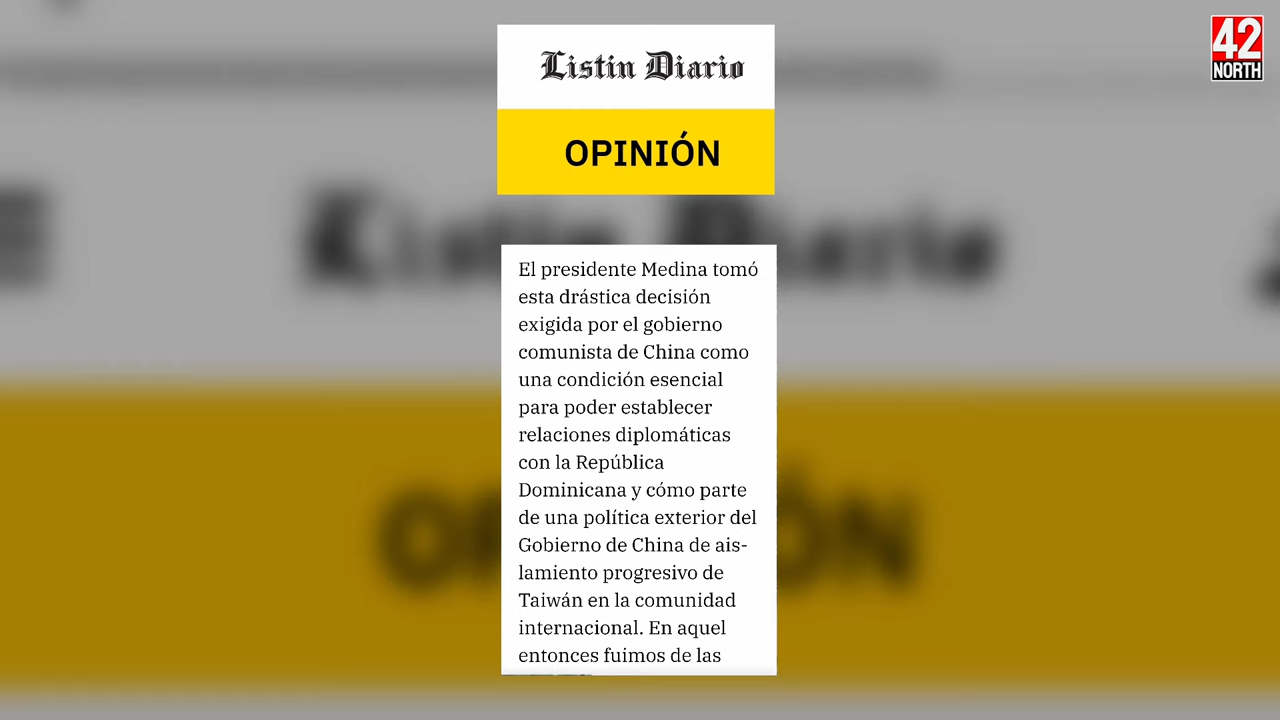 Listin Diario
42
NORTH
OPINIÓN
El presidente Medina tomó
esta drástica decisión
exigida por el gobierno
comunista de China como
una condición esencial
para poder establecer
relaciones diplomáticas
con la República
Dominicana y cómo parte
de una política exterior del
Gobierno de China de ais-
lamiento progresivo de
Taiwán en la comunidad
internacional. En aquel
entonces fuimos de las